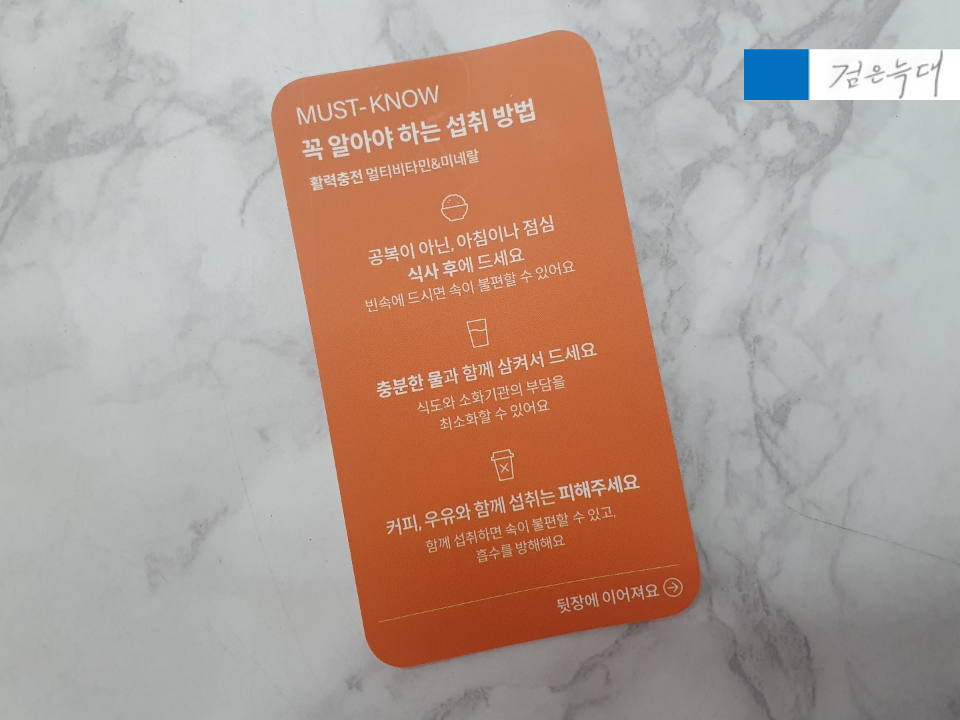 검은늑대
MUST-KNOW
꼭 알아야 하는 섭취 방법
활력충전 멀티비타민&미네랄
공복이 아닌, 아침이나 점심
식사 후에 드세요
빈속에 드시면 속이 불편할 수 있어요
충분한 물과 함께 삼켜서 드세요
식도와 소화기관의 부담을
최소화할 수 있어요
커피, 우유와 함께 섭취는 피해주세요
함께 섭취하면 속이 불편할 수 있고,
흡수를 방해해요
뒷장에 이어져요